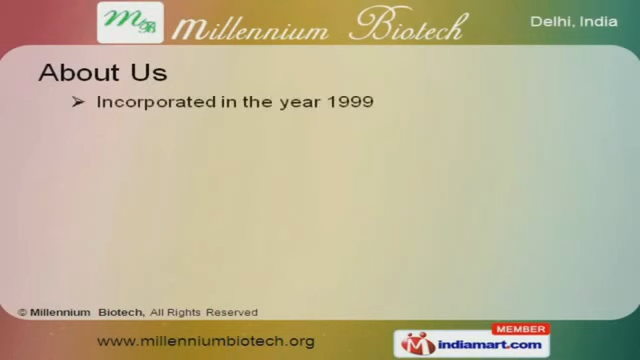 Millennium Biotech
Delhi, India
About Us
➢ Incorporated in the year 1999
© Millennium Biotech, All Rights Reserved
www.millenniumbiotech.org
MEMBER
indiamart.com